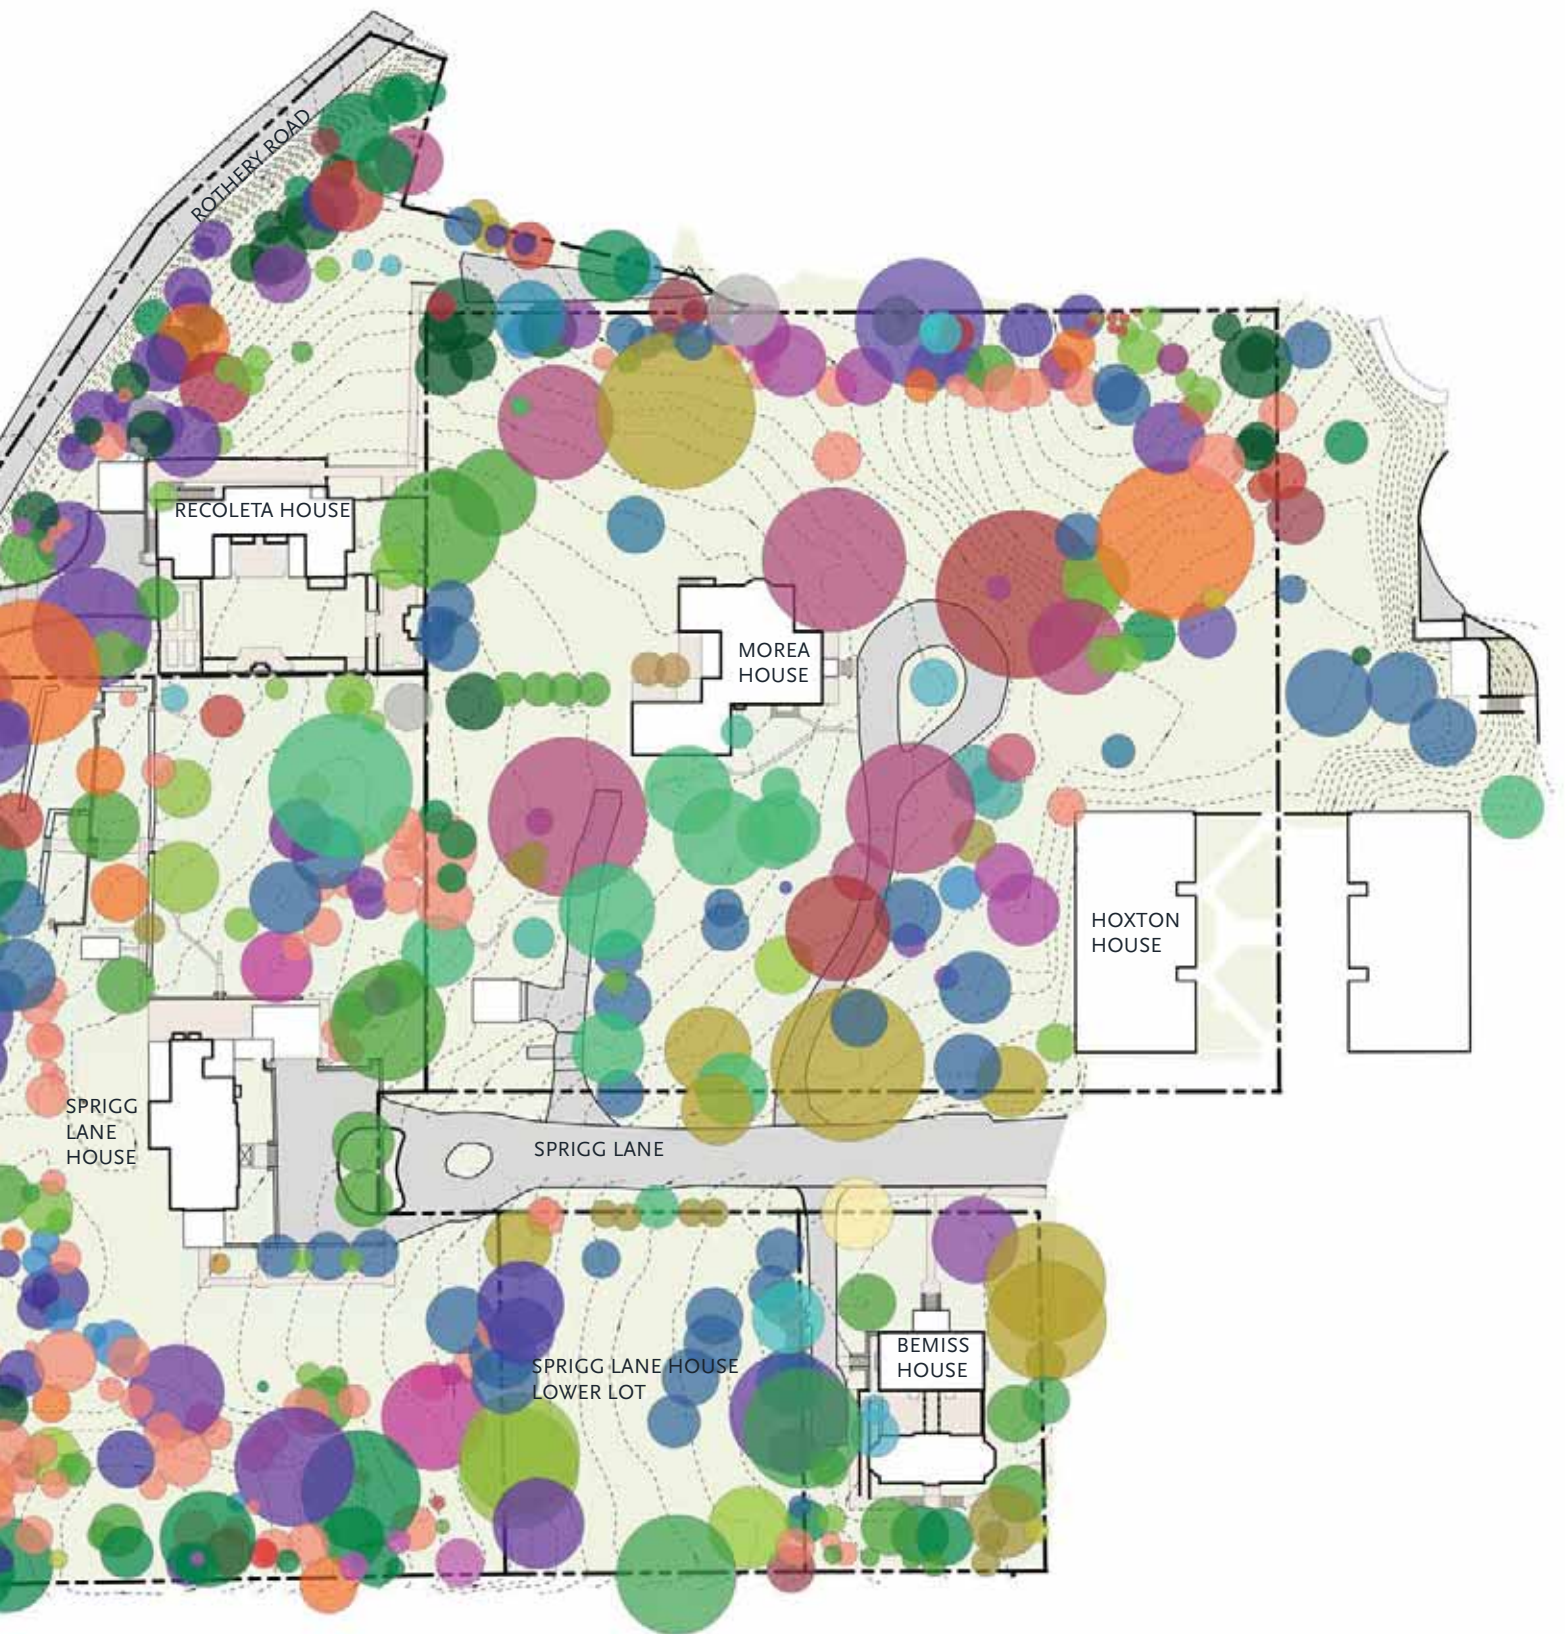 ROTHERY ROAD
RECOLETA HOUSE
MOREA
HOUSE
HOXTON
HOUSE
SPRIGG
LANE
HOUSE
SPRIGG LANE
BEMISS
HOUSE
SPRIGG LANE HOUSE
LOWER LOT